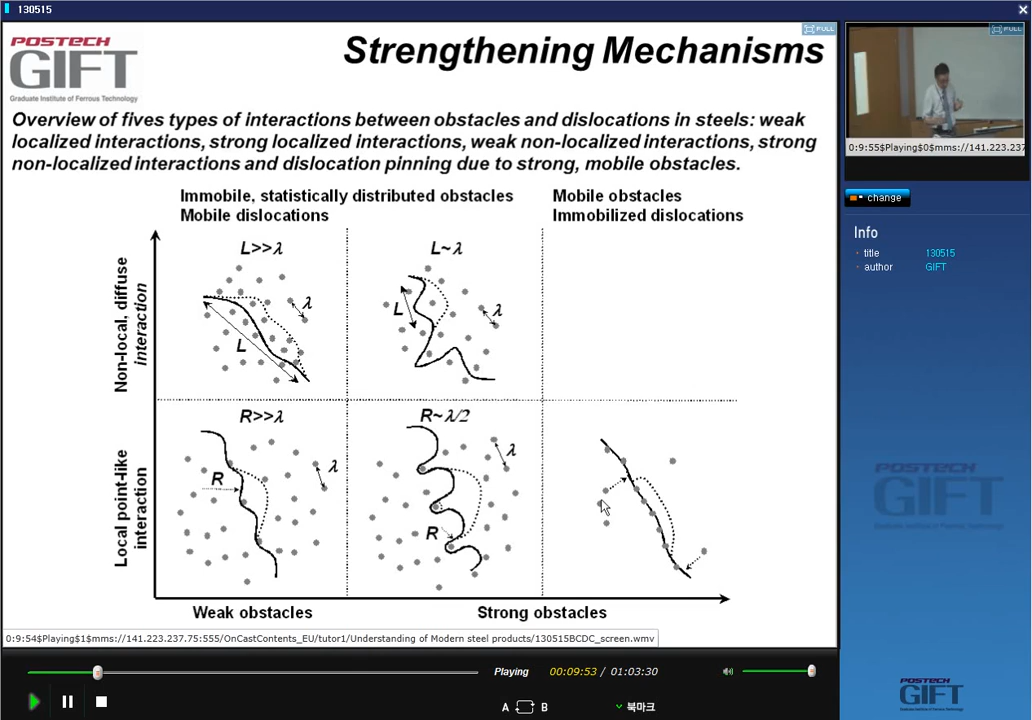 130515
FULL
POSTECH
GIFT
Graduate Institute of Ferrous Technology
Strengthening Mechanisms
Overview of fives types of interactions between obstacles and dislocations in steels: weak
localized interactions, strong localized interactions, weak non-localized interactions, strong
non-localized interactions and dislocation pinning due to strong, mobile obstacles.
Immobile, statistically distributed obstacles
Mobile dislocations
Mobile obstacles
Immobilized dislocations
Non-local, diffuse
interaction
L>>λ
λ
L
L~λ
L
λ
Local point-like
interaction
R>>λ
R
λ
R~λ/2
λ
R
Weak obstacles
Strong obstacles
0:9:54$Playing$1$mms://141.223.237.75:555/OnCastContents_EU/tutor1/Understanding of Modern steel products/130515BCDC_screen.wmv
Playing
00:09:53 / 01:03:30
A B
북마크
FULL
0:9:55$Playing$0$mms://141.223.237
change
Info
title 130515
author GIFT
POSTECH
GIFT
Graduate Institute of Ferrous Technology
POSTECH
GIFT